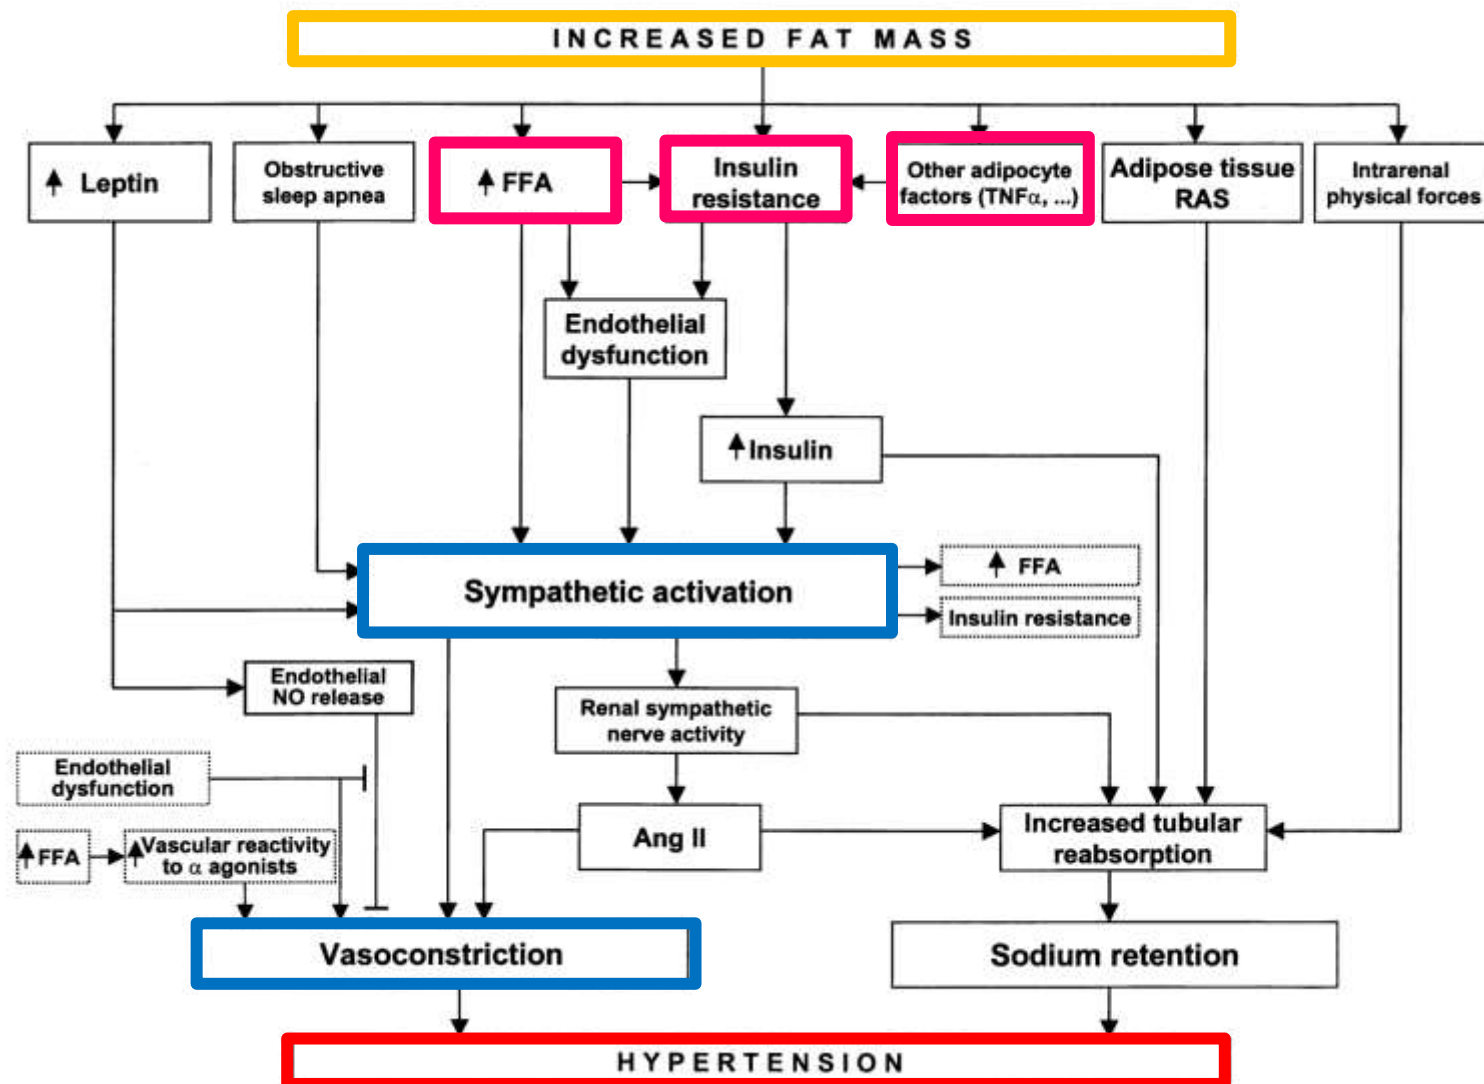 INCREASED FAT MASS
Leptin
Obstructive
sleep apnea
FFA
Insulin
resistance
Other adipocyte
factors (TNFα, ...)
Adipose tissue
RAS
Intrarenal
physical forces
Endothelial
dysfunction
Insulin
Sympathetic activation
FFA
Insulin resistance
Endothelial
NO release
Renal sympathetic
nerve activity
Endothelial
dysfunction
Ang II
Increased tubular
reabsorption
FFA
Vascular reactivity
to α agonists
Vasoconstriction
Sodium retention
HYPERTENSION